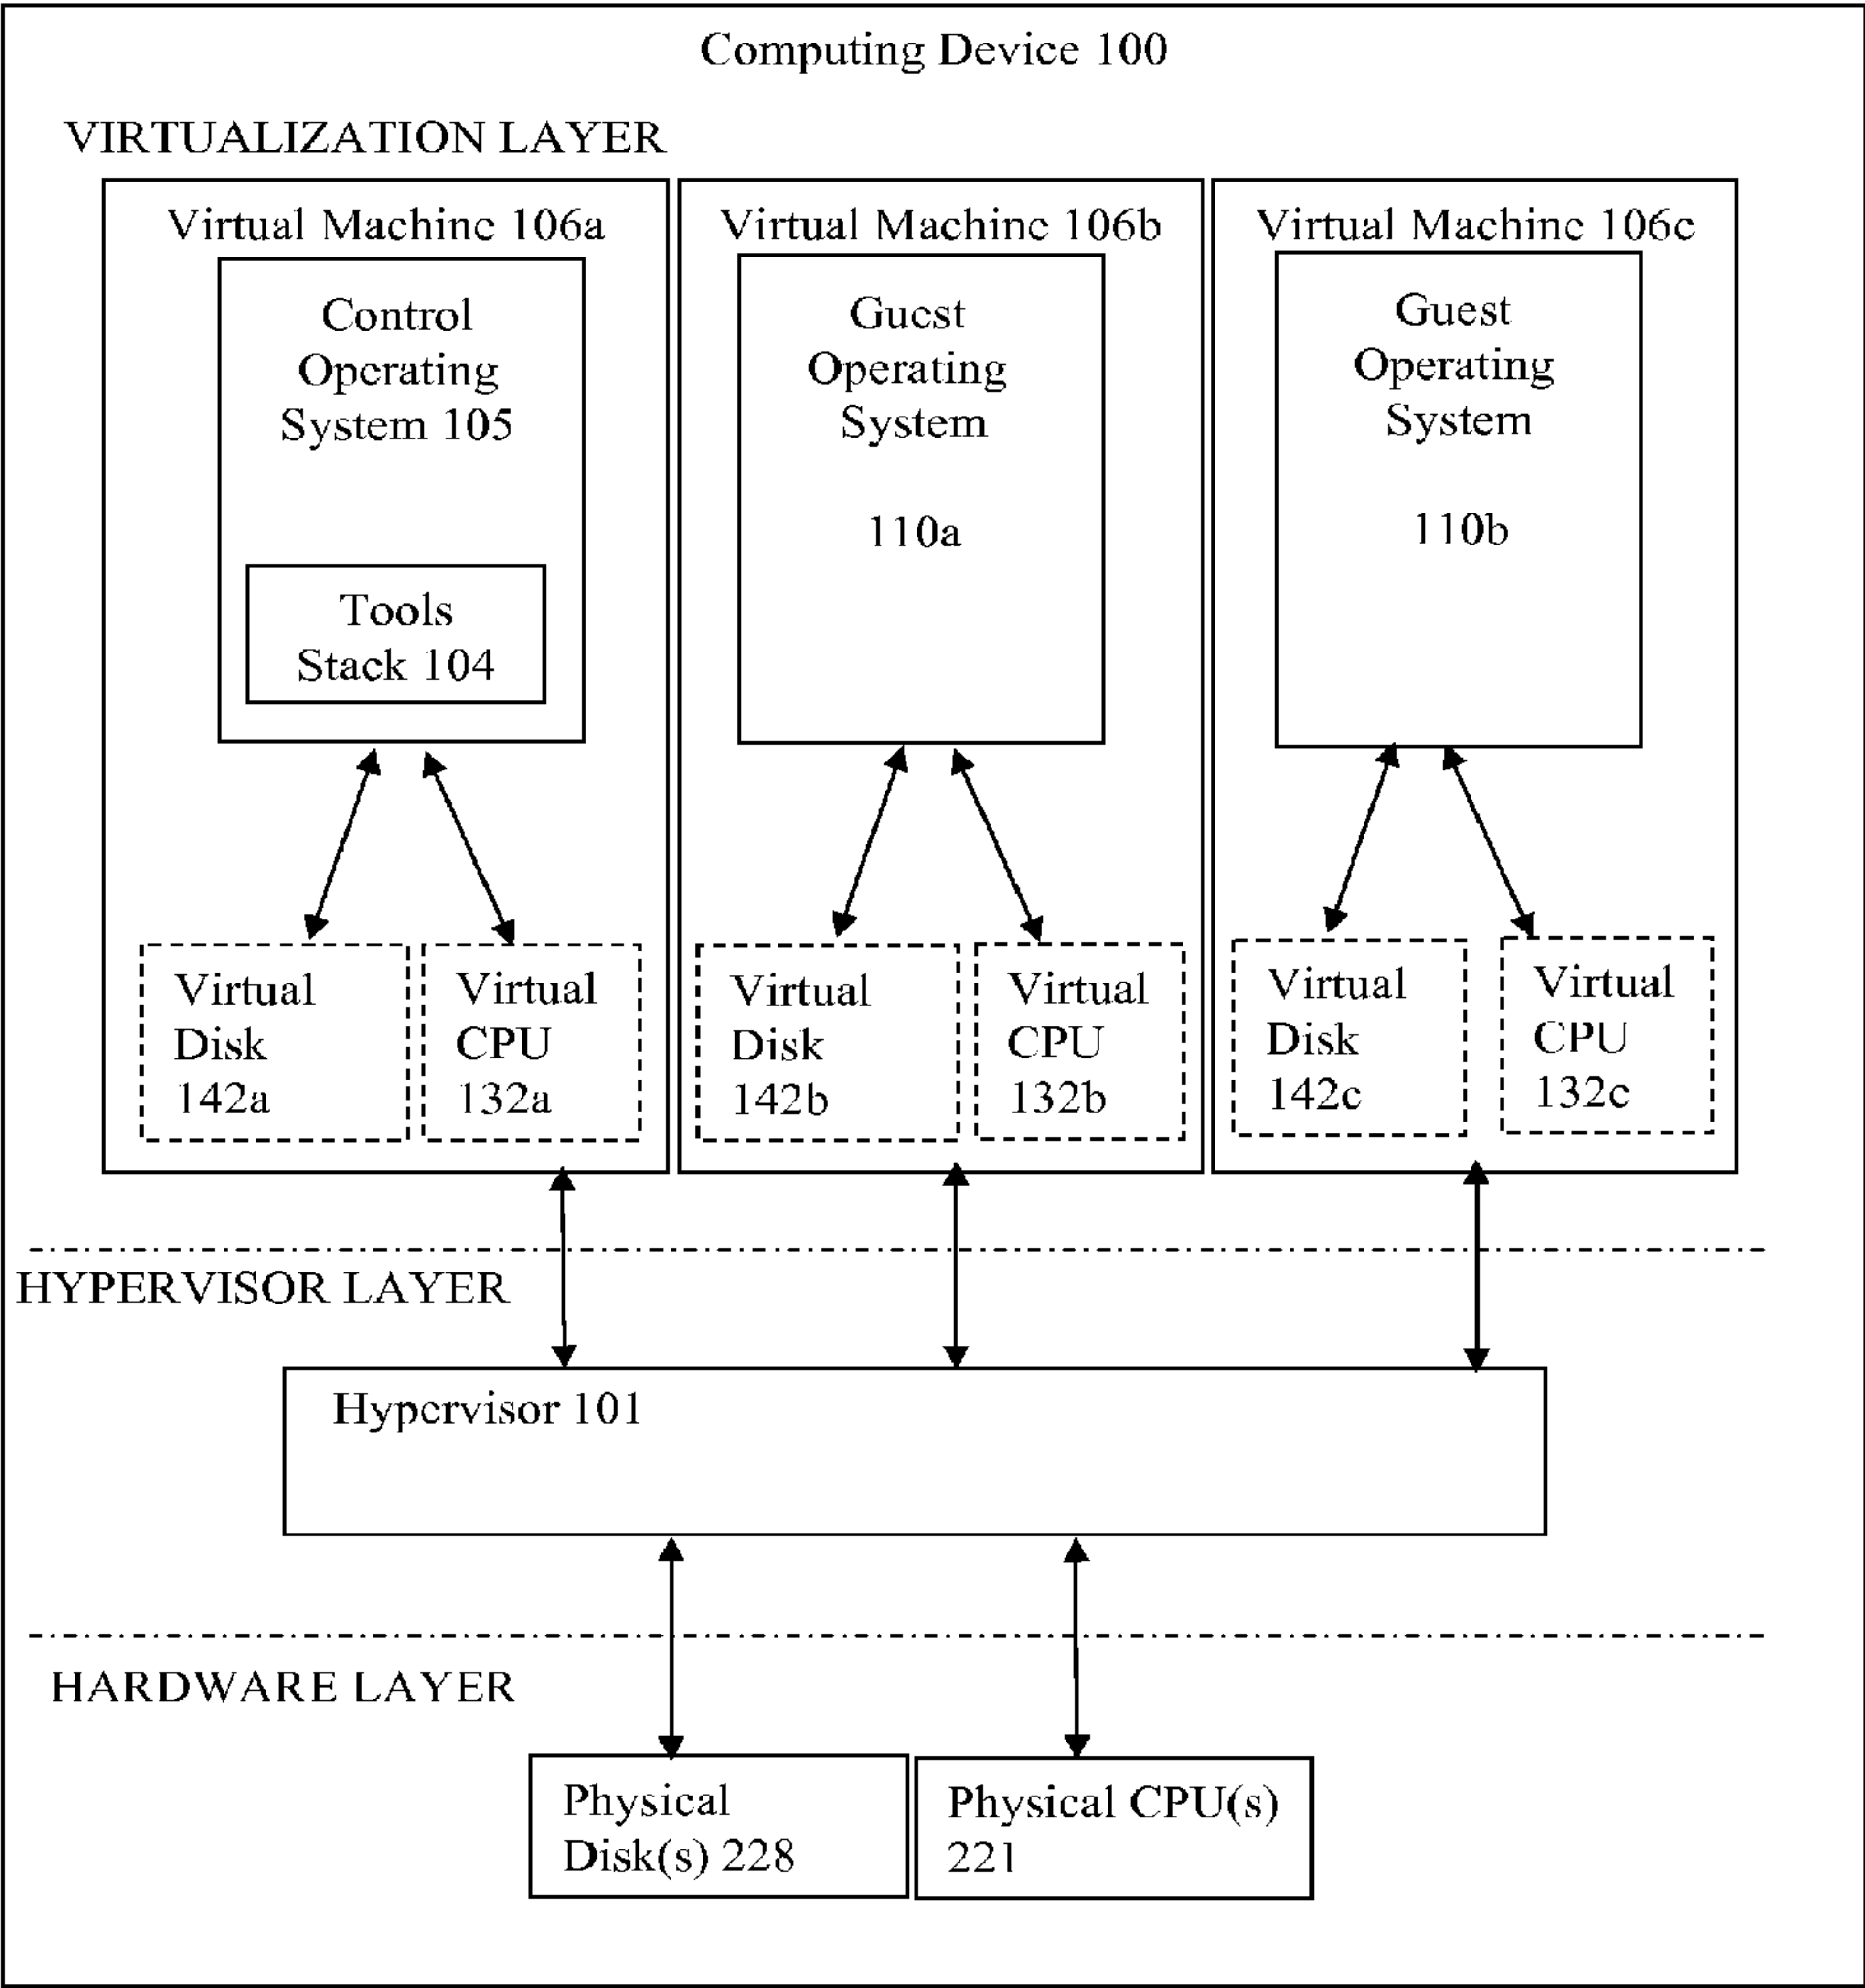 Computing Device 100
VIRTUALIZATION LAYER
Virtual Machine 106a
Control
Operating
System 105
Tools
Stack 104
Virtual
Disk
142a
Virtual
CPU
132a
Virtual Machine 106b
Guest
Operating
System
110a
Virtual
Disk
142b
Virtual
CPU
132b
Virtual Machine 106c
Guest
Operating
System
110b
Virtual
Disk
142c
Virtual
CPU
132c
HYPERVISOR LAYER
Hypervisor 101
HARDWARE LAYER
Physical
Disk(s) 228
Physical CPU(s)
221